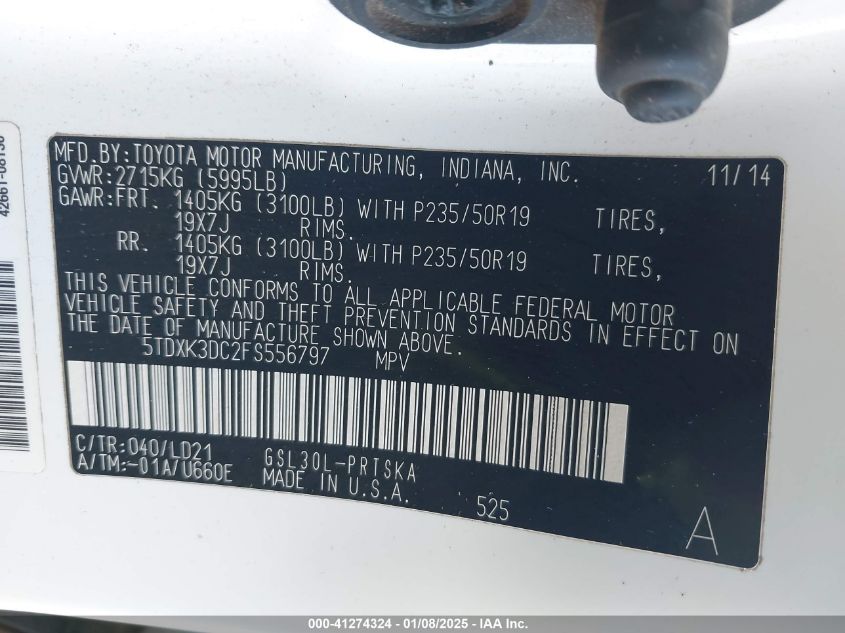 42661-08130
MFD.BY:TOYOTA MOTOR MANUFACTURING, INDIANA, INC. 11/14
GVWR:2715KG (5995LB)
GAWR:FRT. 1405KG (3100LB) WITH P235/50R19 TIRES,
19X7J RIMS.
RR. 1405KG (3100LB) WITH P235/50R19 TIRES,
19X7J RIMS.
THIS VEHICLE CONFORMS TO ALL APPLICABLE FEDERAL MOTOR
VEHICLE SAFETY AND THEFT PREVENTION STANDARDS IN EFFECT ON
THE DATE OF MANUFACTURE SHOWN ABOVE.
5TDXK3DC2FS556797 MPV
C/TR:040/LD21 GSL30L-PRTSKA
A/TM:-01A/U660E MADE IN U.S.A.
525
A
000-41274324 | 01/08/2025 - IAA, Inc.